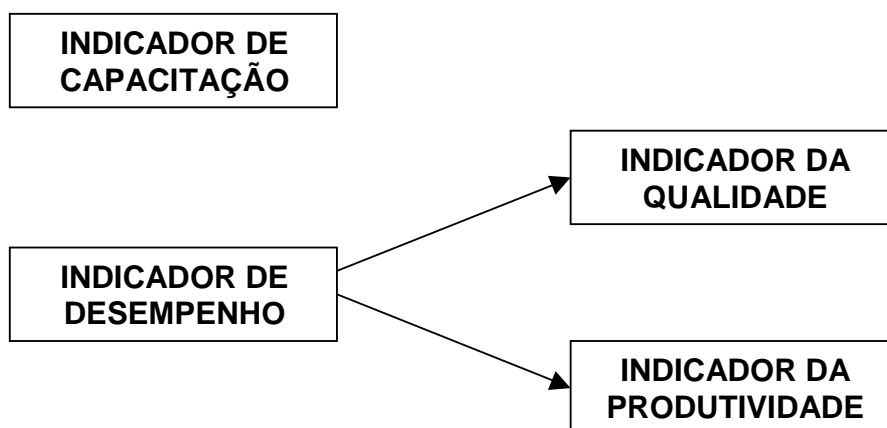 INDICADOR DE
CAPACITAÇÃO
INDICADOR DA
QUALIDADE
INDICADOR DE
DESEMPENHO
INDICADOR DA
PRODUTIVIDADE